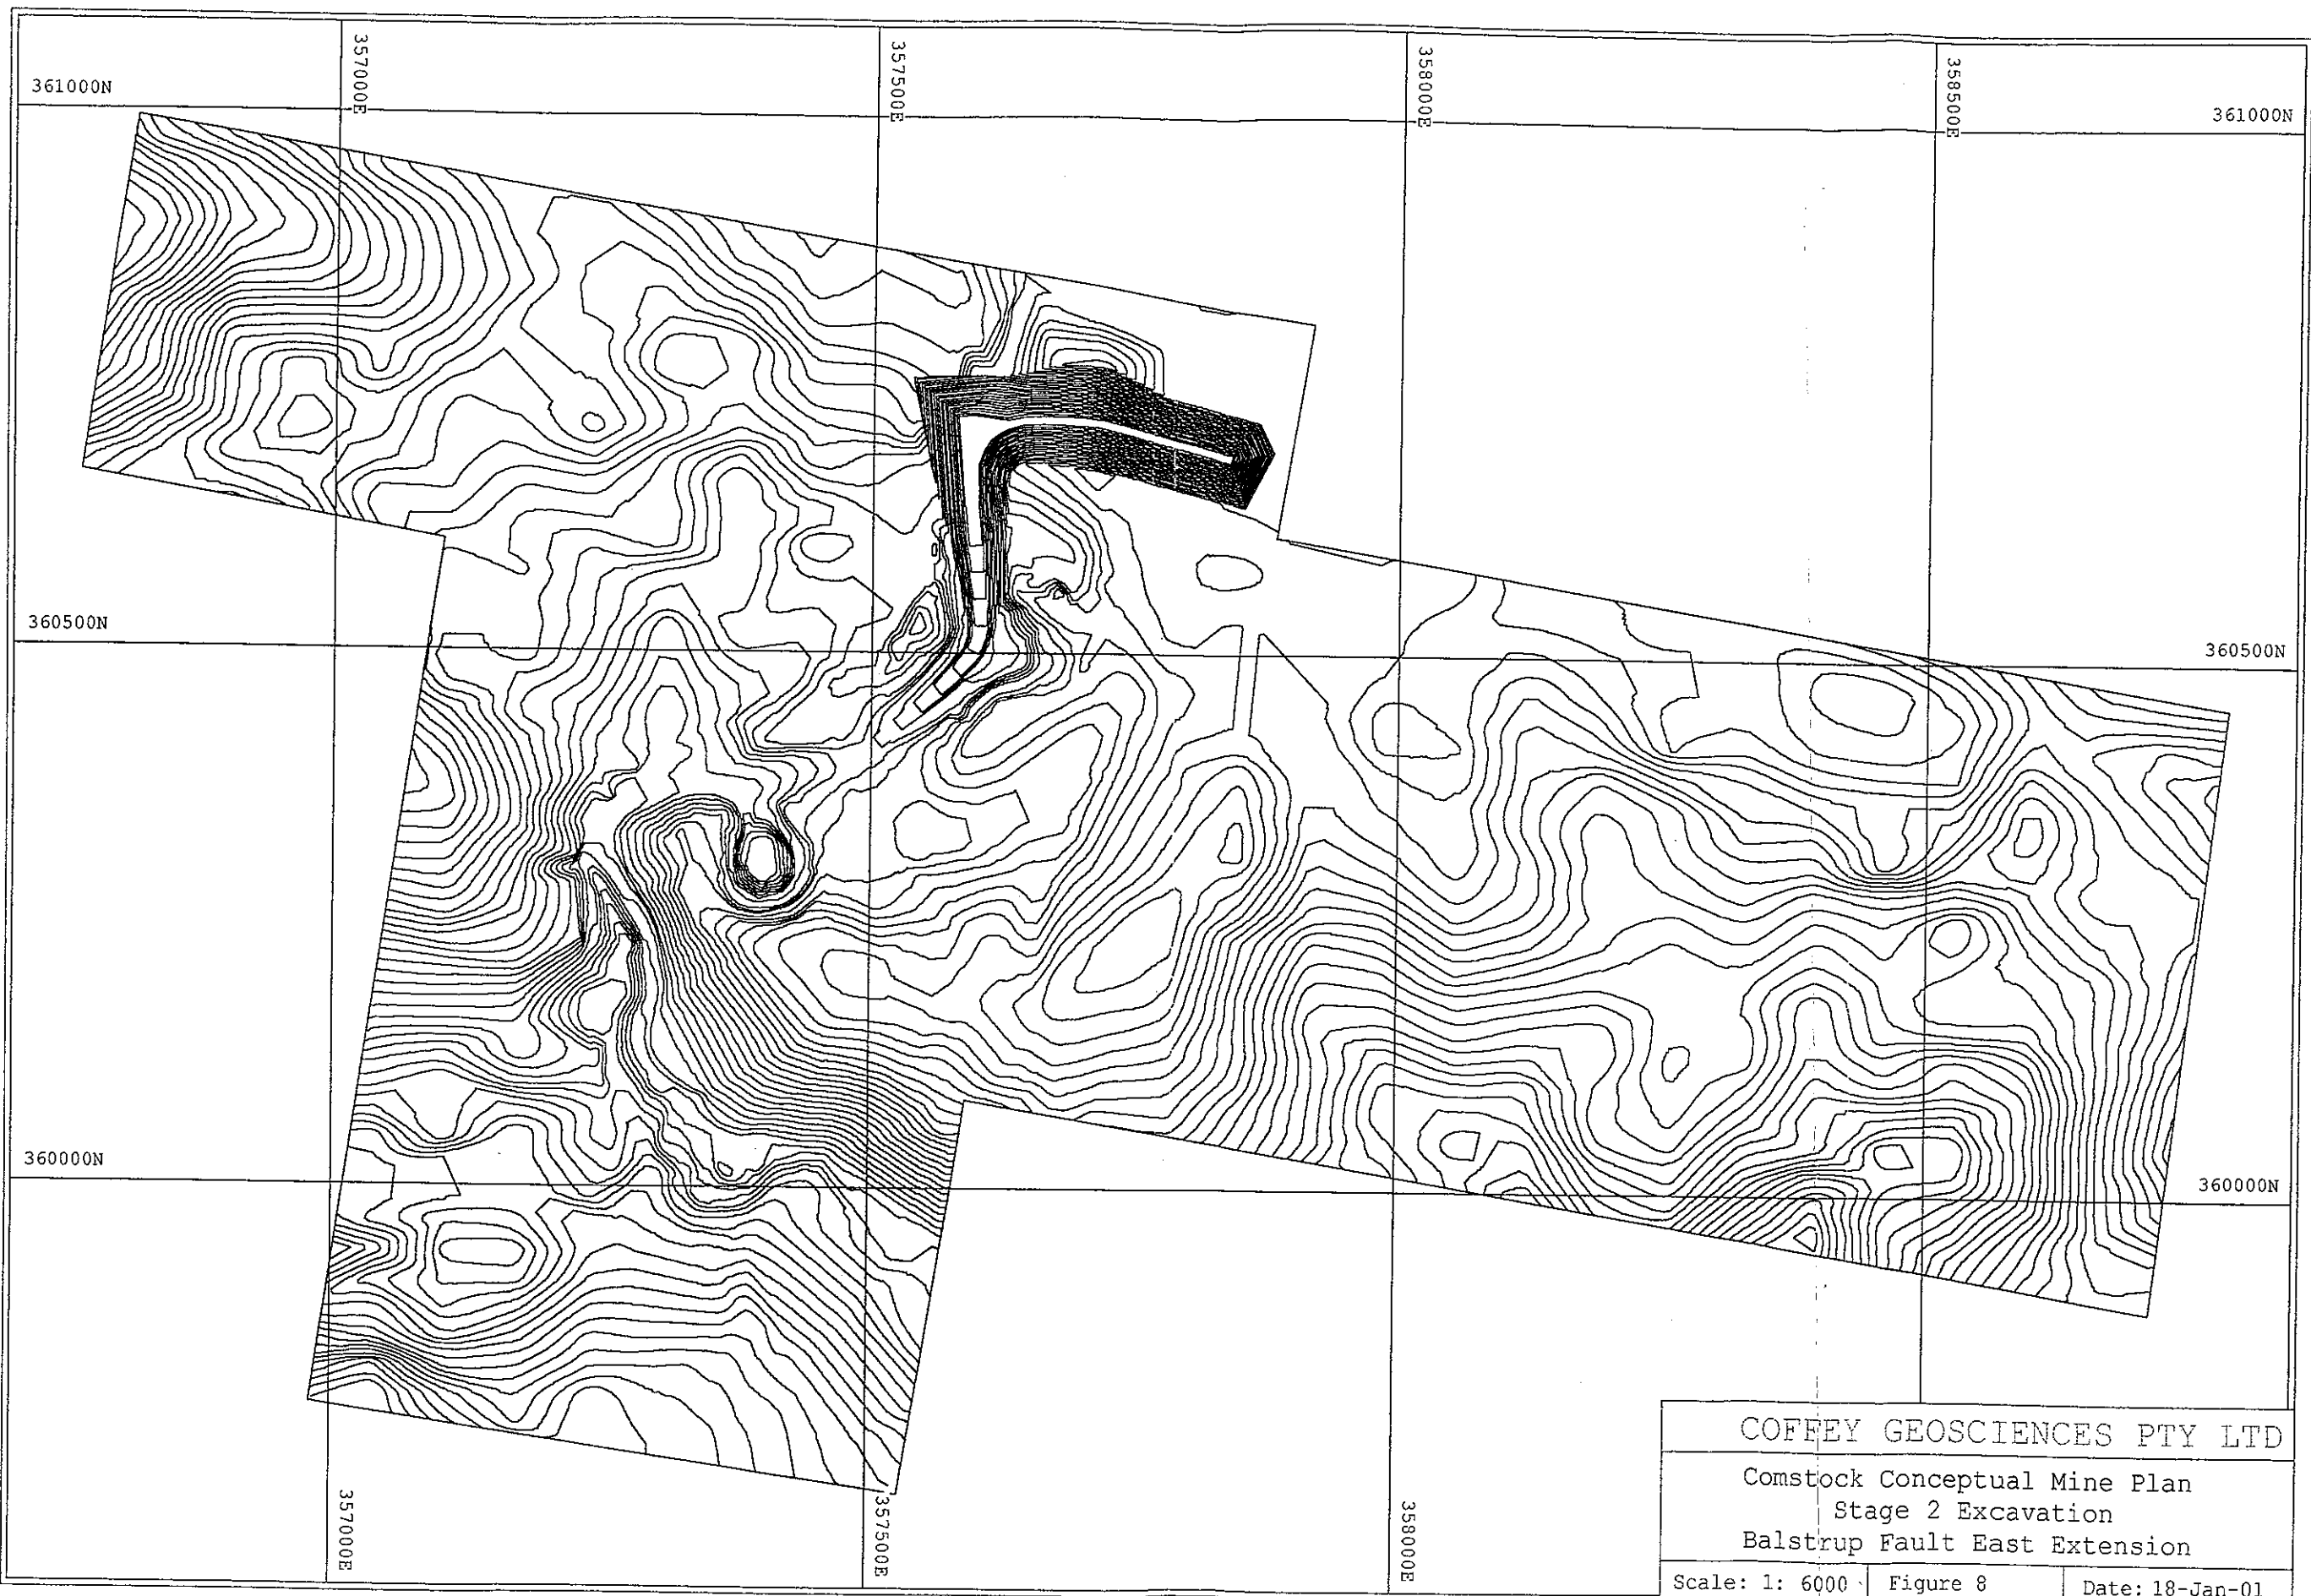 357000E
357500E
358000E
358500E
361000N
361000N
360500N
360500N
360000N
360000N
357000E
357500E
358000E
COFFEY GEOSCIENCES PTY LTD
Comstock Conceptual Mine Plan
Stage 2 Excavation
Balstrup Fault East Extension
Scale: 1: 6000
Figure 8
Date: 18-Jan-01